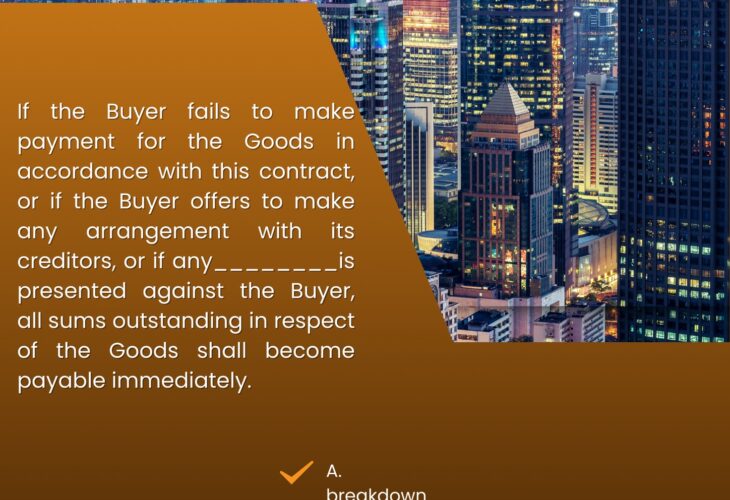 If the Buyer fails to make
payment for the Goods in
accordance with this contract,
or if the Buyer offers to make
any arrangement with its
creditors, or if any________is
presented against the Buyer,
all sums outstanding in respect
of the Goods shall become
payable immediately.
A.
breakdown